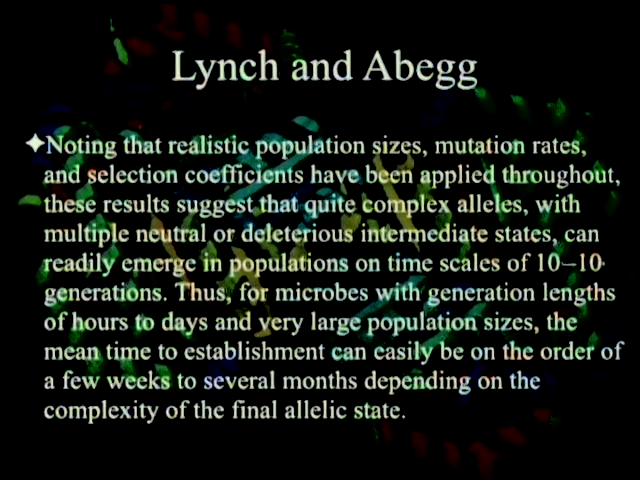 Lynch and Abegg
✦Noting that realistic population sizes, mutation rates,
and selection coefficients have been applied throughout,
these results suggest that quite complex alleles, with
multiple neutral or deleterious intermediate states, can
readily emerge in populations on time scales of 10–10
generations. Thus, for microbes with generation lengths
of hours to days and very large population sizes, the
mean time to establishment can easily be on the order of
a few weeks to several months depending on the
complexity of the final allelic state.